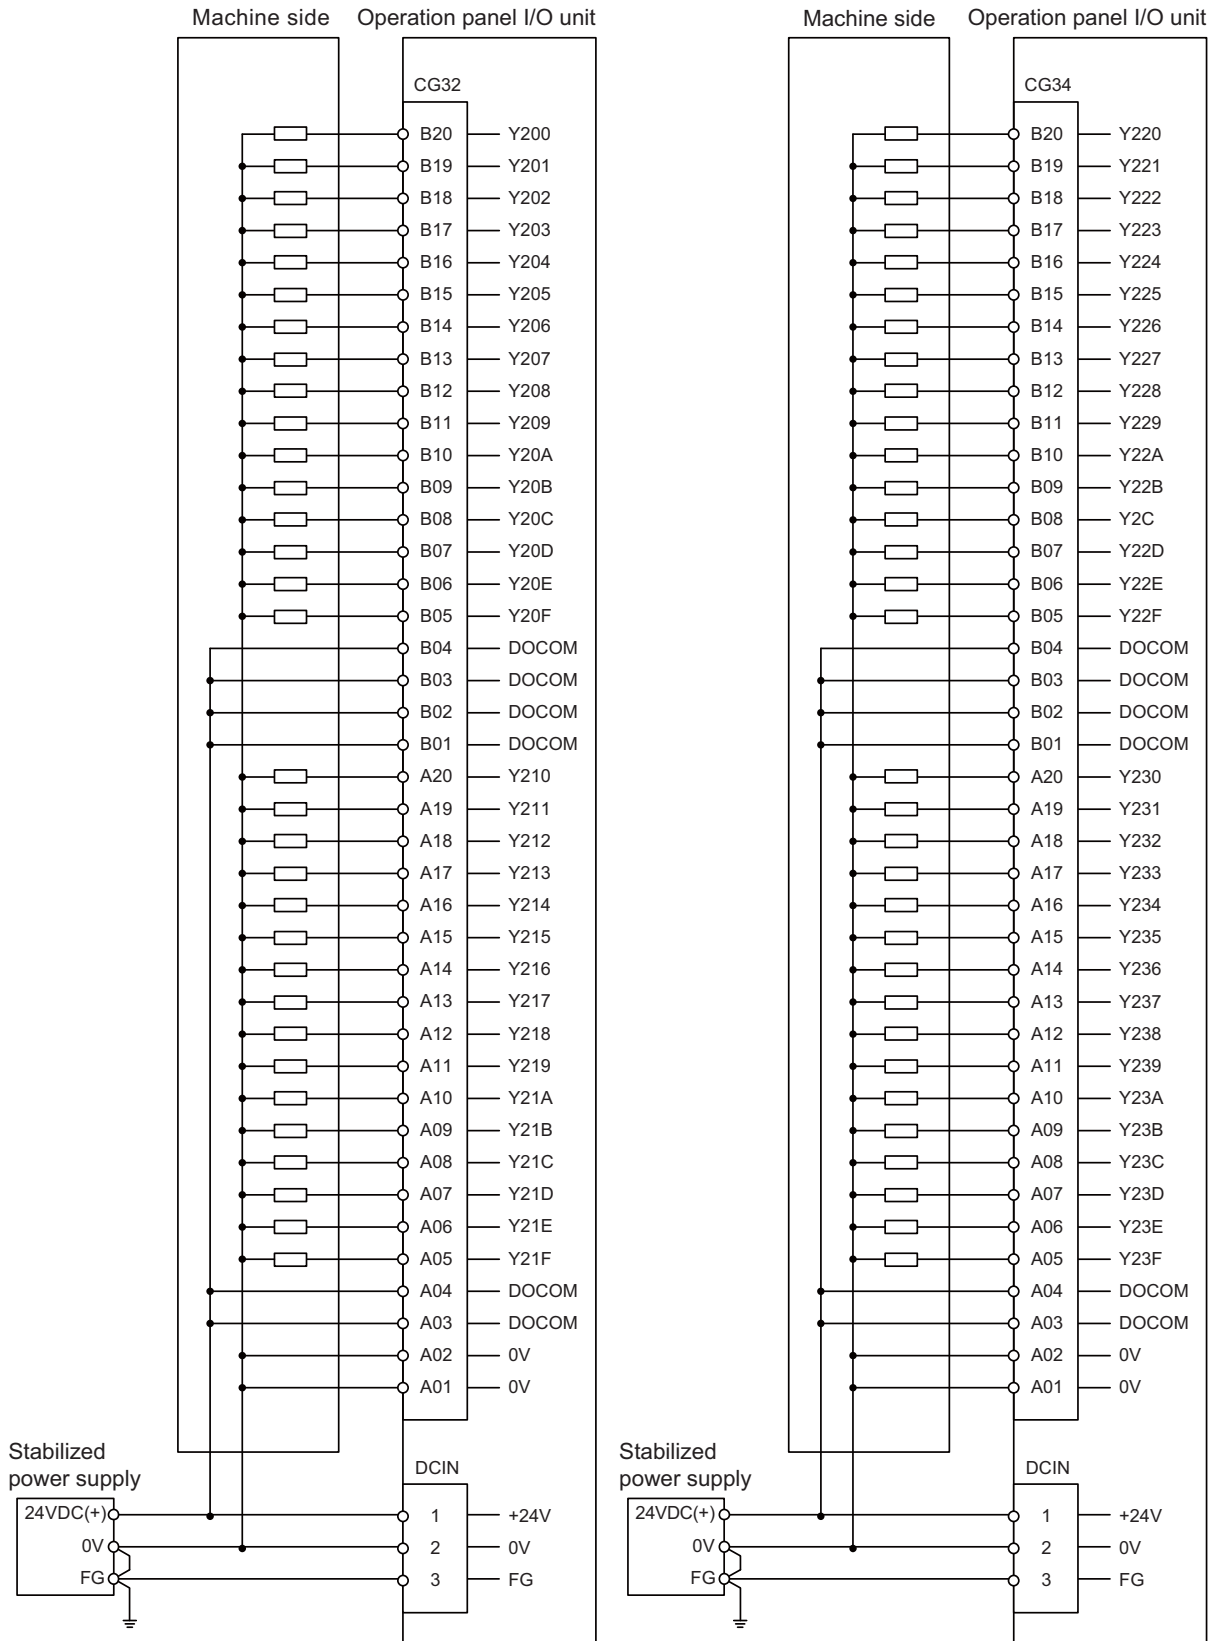 Machine side Operation panel I/O unit
CG32
B20 Y200
B19 Y201
B18 Y202
B17 Y203
B16 Y204
B15 Y205
B14 Y206
B13 Y207
B12 Y208
B11 Y209
B10 Y20A
B09 Y20B
B08 Y20C
B07 Y20D
B06 Y20E
B05 Y20F
B04 DOCOM
B03 DOCOM
B02 DOCOM
B01 DOCOM
A20 Y210
A19 Y211
A18 Y212
A17 Y213
A16 Y214
A15 Y215
A14 Y216
A13 Y217
A12 Y218
A11 Y219
A10 Y21A
A09 Y21B
A08 Y21C
A07 Y21D
A06 Y21E
A05 Y21F
A04 DOCOM
A03 DOCOM
A02 0V
A01 0V
Stabilized
power supply
DCIN
24VDC(+) 1 +24V
0V 2 0V
FG 3 FG
Machine side Operation panel I/O unit
CG34
B20 Y220
B19 Y221
B18 Y222
B17 Y223
B16 Y224
B15 Y225
B14 Y226
B13 Y227
B12 Y228
B11 Y229
B10 Y22A
B09 Y22B
B08 Y2C
B07 Y22D
B06 Y22E
B05 Y22F
B04 DOCOM
B03 DOCOM
B02 DOCOM
B01 DOCOM
A20 Y230
A19 Y231
A18 Y232
A17 Y233
A16 Y234
A15 Y235
A14 Y236
A13 Y237
A12 Y238
A11 Y239
A10 Y23A
A09 Y23B
A08 Y23C
A07 Y23D
A06 Y23E
A05 Y23F
A04 DOCOM
A03 DOCOM
A02 0V
A01 0V
Stabilized
power supply
DCIN
24VDC(+) 1 +24V
0V 2 0V
FG 3 FG